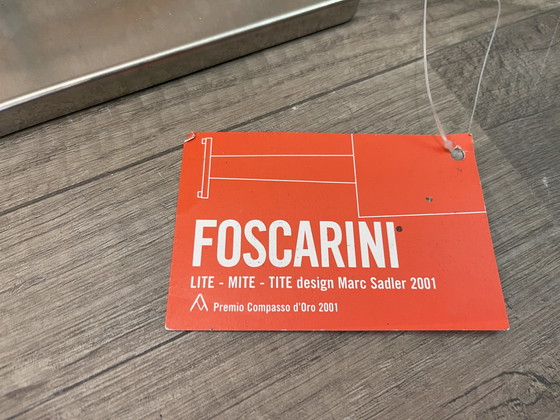 FOSCARINI
LITE - MITE - TITE design Marc Sadler 2001
Premio Compasso d'Oro 2001